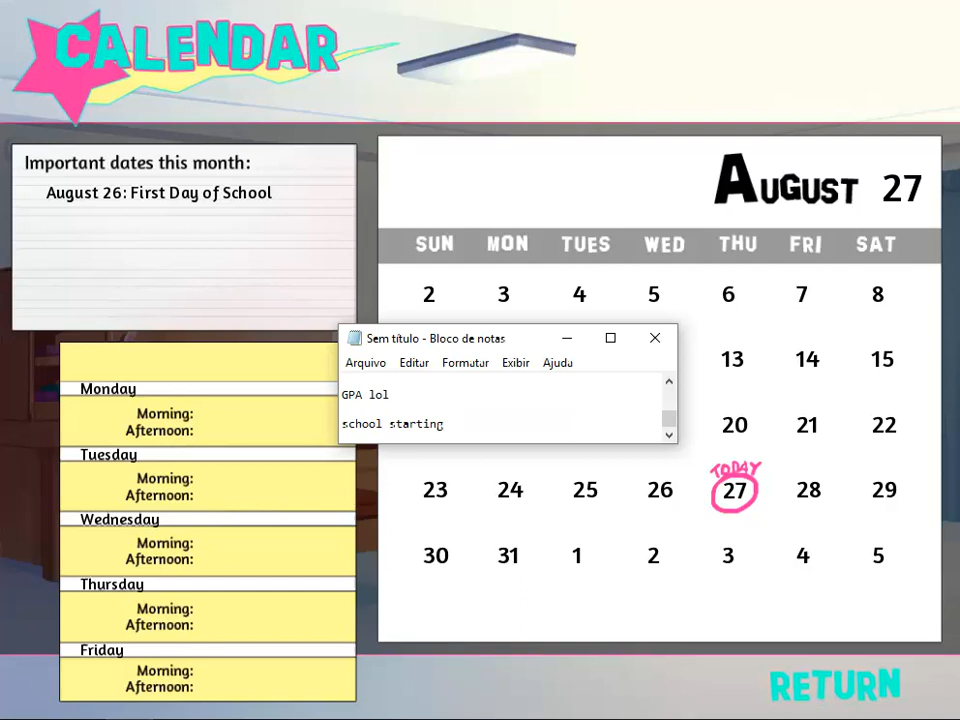 CALENDAR
Important dates this month:
August 26: First Day of School
AUGUST 27
SUN MON TUES WED THU FRI SAT
2 3 4 5 6 7 8
13 14 15
20 21 22
TODAY
23 24 25 26 27 28 29
30 31 1 2 3 4 5
Sem título - Bloco de notas
Arquivo Editar Formatar Exibir Ajuda
GPA lol
school starting
Monday
Morning:
Afternoon:
Tuesday
Morning:
Afternoon:
Wednesday
Morning:
Afternoon:
Thursday
Morning:
Afternoon:
Friday
Morning:
Afternoon:
RETURN